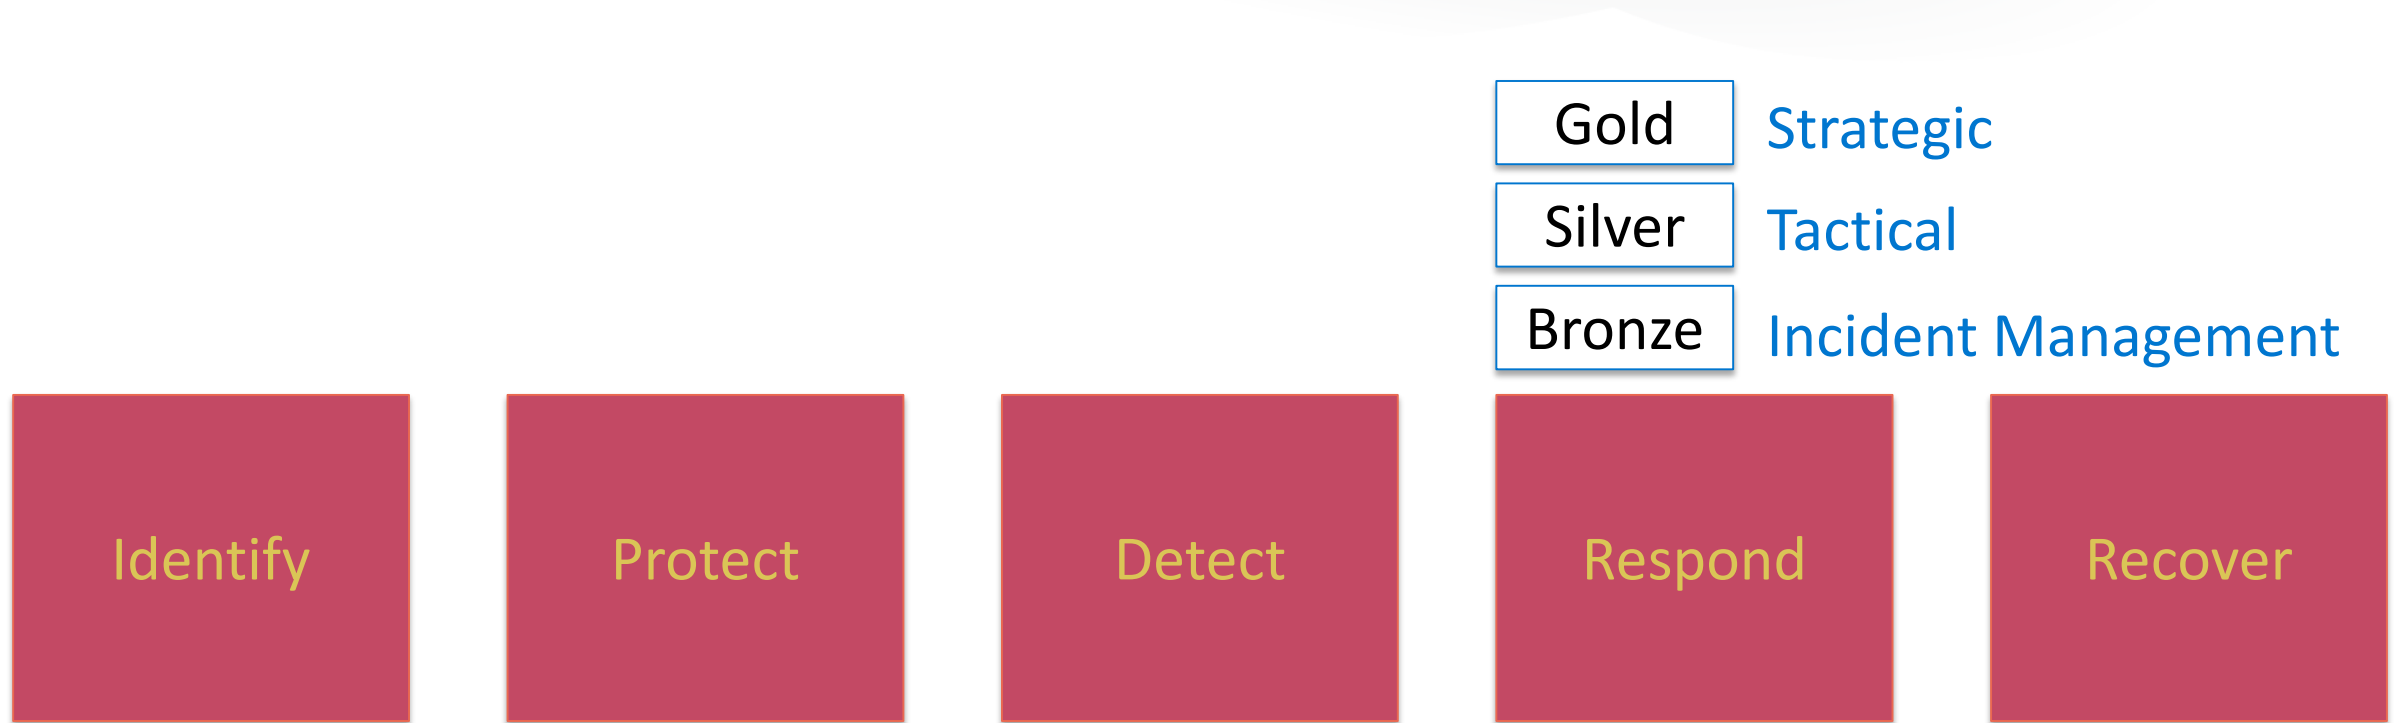 Gold Strategic
Silver Tactical
Bronze Incident Management
Identify Protect Detect Respond Recover